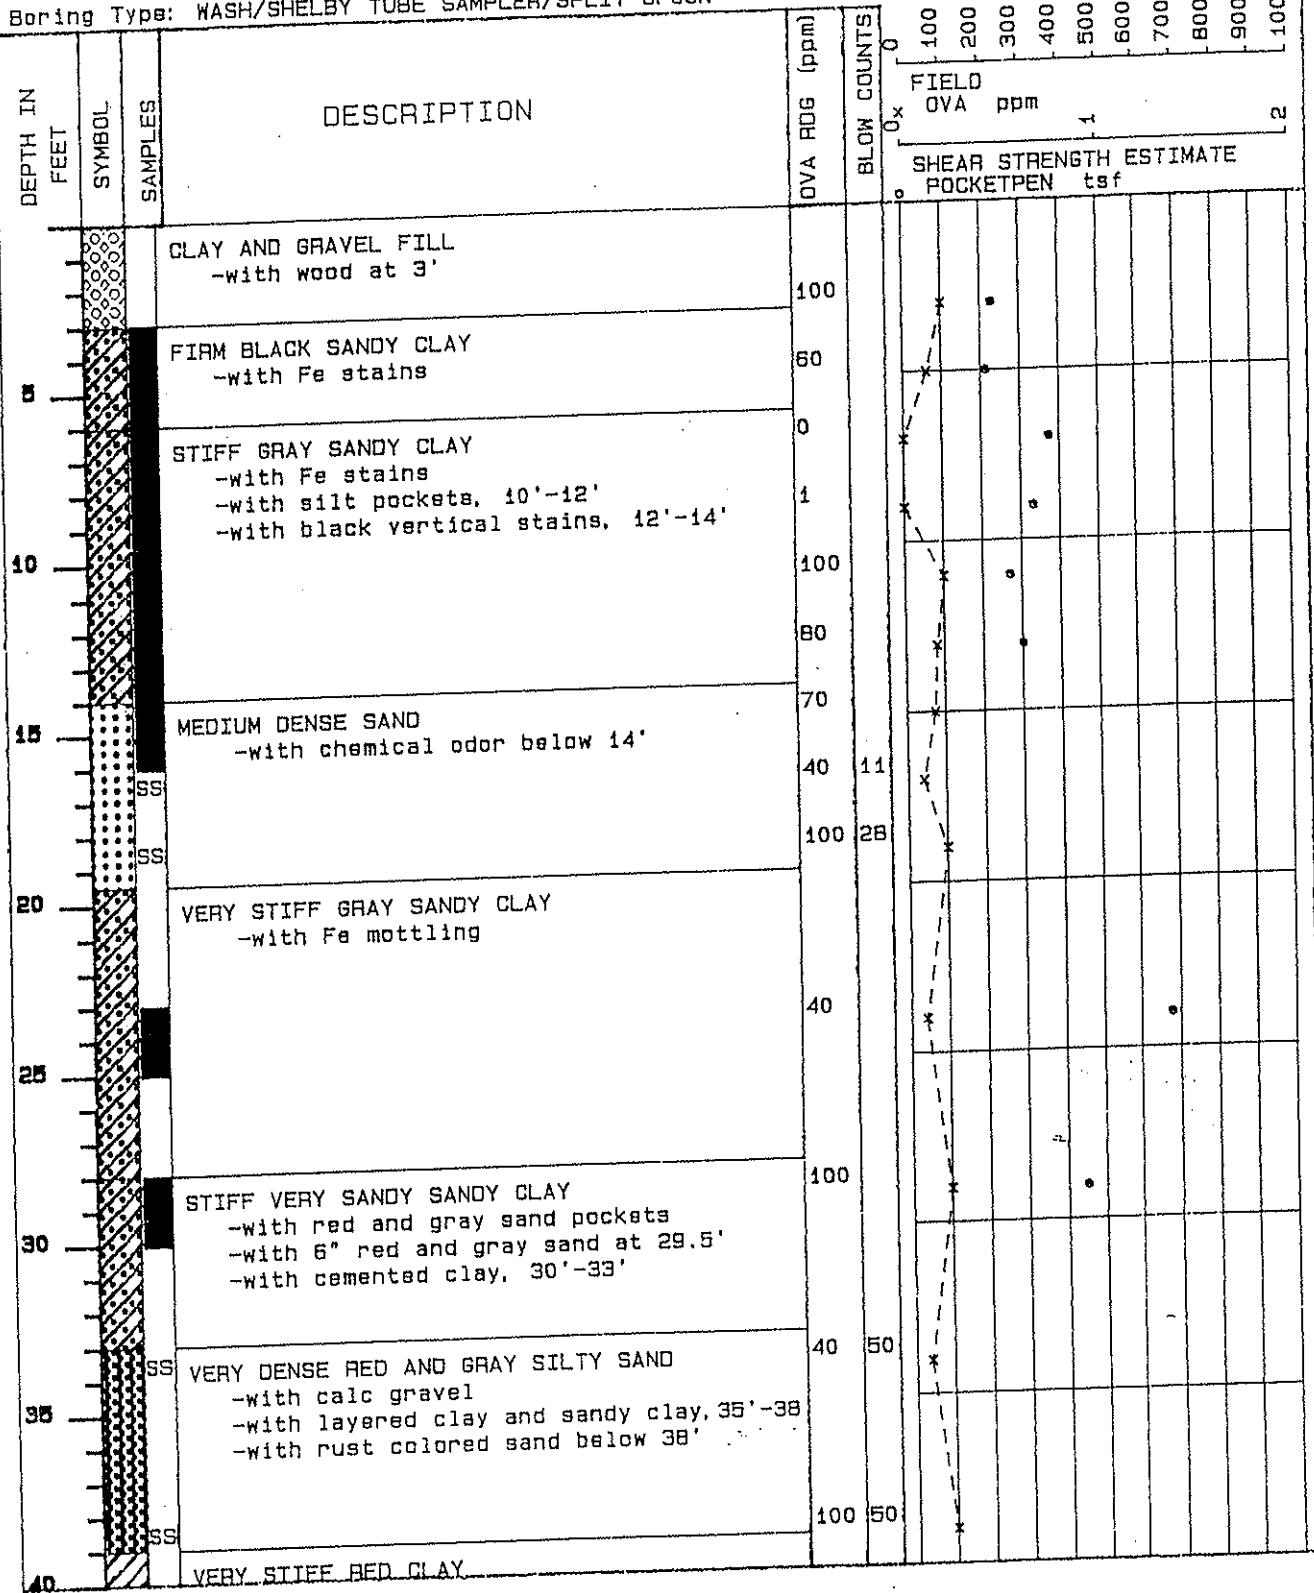 Boring Type: WASH/SHELBY TUBE SAMPLER/SPLIT SPOON
DEPTH IN FEET
SYMBOL
SAMPLES
DESCRIPTION
OVA RDG (ppm)
BLOW COUNTS
0 100 200 300 400 500 600 700 800 900 100
FIELD
OVA ppm
x
0 1 2
SHEAR STRENGTH ESTIMATE
POCKETPEN tsf
CLAY AND GRAVEL FILL
-with wood at 3'
100
FIRM BLACK SANDY CLAY
60
-with Fe stains
5
0
STIFF GRAY SANDY CLAY
-with Fe stains
-with silt pockets, 10'-12'
1
-with black vertical stains, 12'-14'
10
100
80
70
MEDIUM DENSE SAND
15
-with chemical odor below 14'
40 11
SS
100 28
SS
20
VERY STIFF GRAY SANDY CLAY
-with Fe mottling
40
25
100
STIFF VERY SANDY SANDY CLAY
-with red and gray sand pockets
30
-with 6" red and gray sand at 29.5'
-with cemented clay, 30'-33'
40 50
SS
VERY DENSE RED AND GRAY SILTY SAND
-with calc gravel
35
-with layered clay and sandy clay, 35'-38
-with rust colored sand below 38'
100 50
SS
VERY STIFF RED CLAY
40